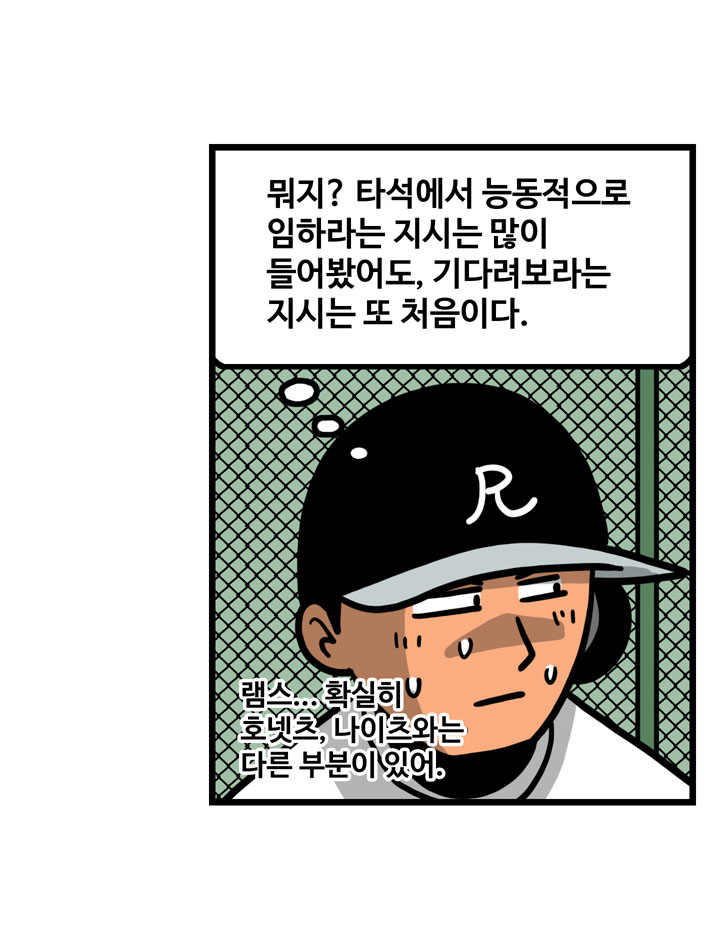 뭐지? 타석에서 능동적으로
임하라는 지시는 많이
들어봤어도, 기다려보라는
지시는 또 처음이다.
R
램스... 확실히
호넷츠, 나이츠와는
다른 부분이 있어.